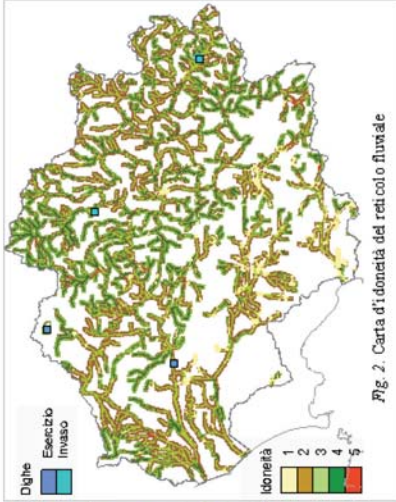 Dighe
Esercizio
Invaso
Idoneità
1
2
3
4
5
Fig. 2. Carta d'idoneità del reticolo fluviale